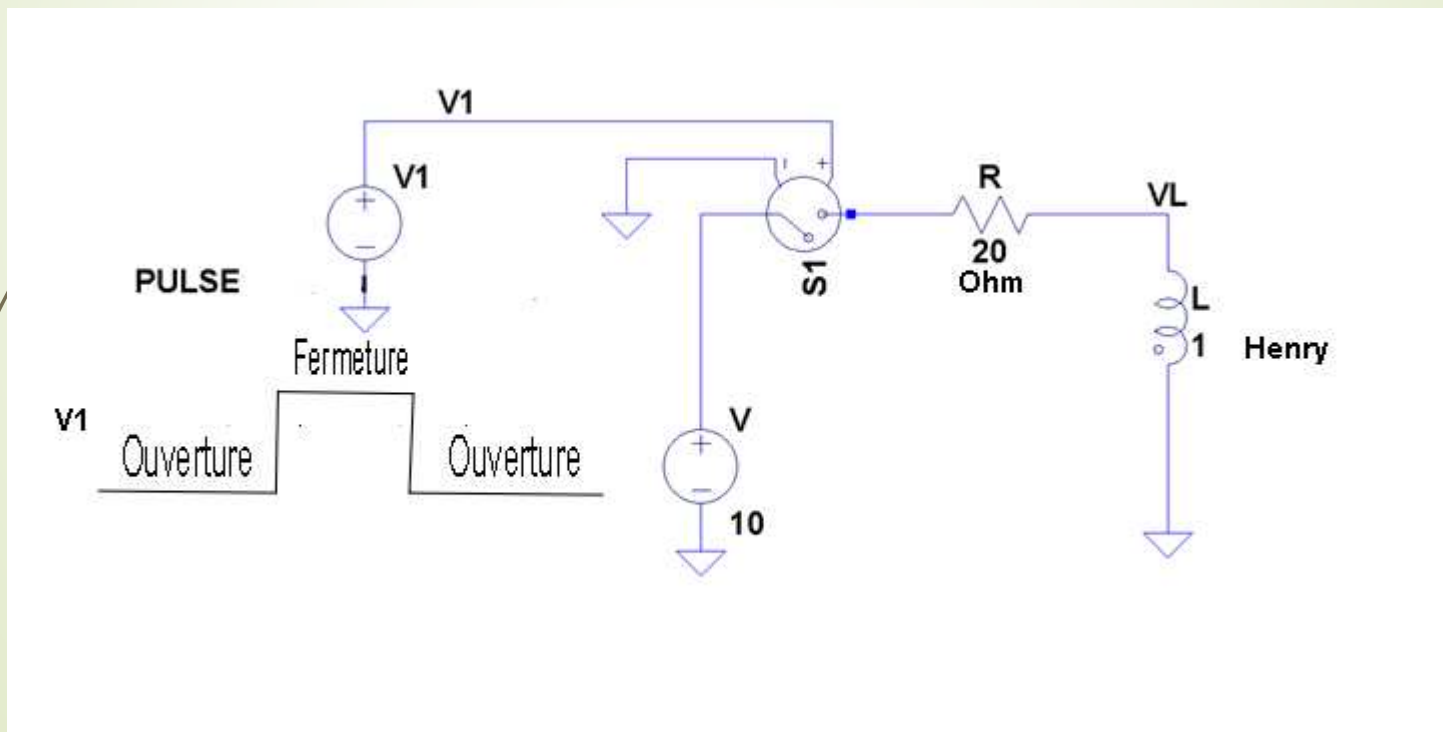 V1
V1
PULSE
Fermeture
V1
Ouverture
Ouverture
S1
R
20
Ohm
VL
L
1
Henry
V
10